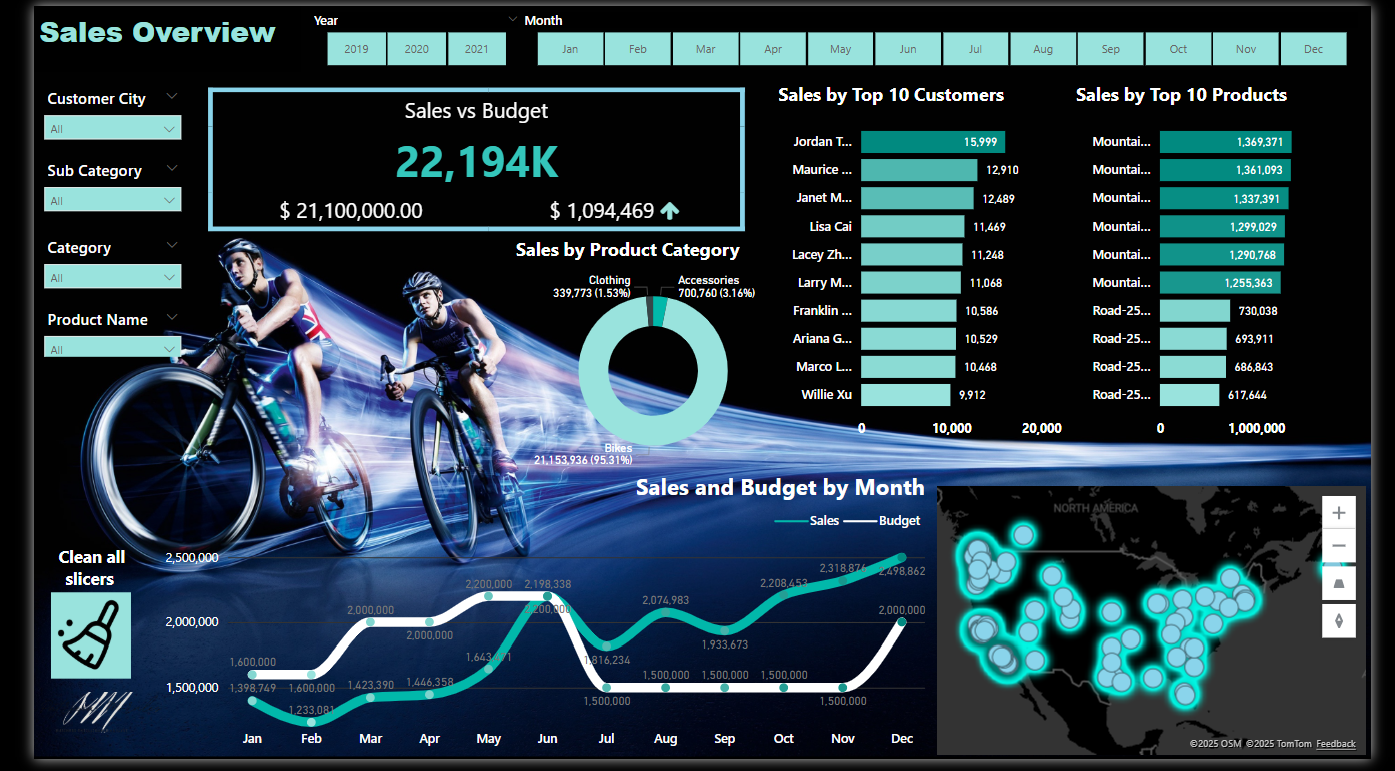 Sales Overview
Year
2019
2020
2021
Month
Jan
Feb
Mar
Apr
May
Jun
Jul
Aug
Sep
Oct
Nov
Dec
Customer City
All
Sub Category
All
Category
All
Product Name
All
Sales vs Budget
22,194K
$ 21,100,000.00
$ 1,094,469
Sales by Product Category
Clothing
339,773 (1.53%)
Accessories
700,760 (3.16%)
Bikes
21,153,936 (95.31%)
Sales by Top 10 Customers
Jordan T... 15,999
Maurice ... 12,910
Janet M... 12,489
Lisa Cai 11,469
Lacey Zh... 11,248
Larry M... 11,068
Franklin ... 10,586
Ariana G... 10,529
Marco L... 10,468
Willie Xu 9,912
0 10,000 20,000
Sales by Top 10 Products
Mountai... 1,369,371
Mountai... 1,361,093
Mountai... 1,337,391
Mountai... 1,299,029
Mountai... 1,290,768
Mountai... 1,255,363
Road-25... 730,038
Road-25... 693,911
Road-25... 686,843
Road-25... 617,644
0 1,000,000
Clean all
slicers
Sales and Budget by Month
Sales Budget
2,500,000
2,000,000
1,500,000
1,600,000
1,398,749
1,600,000
1,233,081
2,000,000
1,423,390
2,000,000
1,446,358
2,200,000
2,198,338
2,200,000
1,816,234
1,500,000
2,074,983
1,500,000
1,933,673
1,500,000
2,208,453
1,500,000
2,318,876
1,500,000
2,498,862
2,000,000
Jan Feb Mar Apr May Jun Jul Aug Sep Oct Nov Dec
NORTH AMERICA
©2025 OSM ©2025 TomTom Feedback